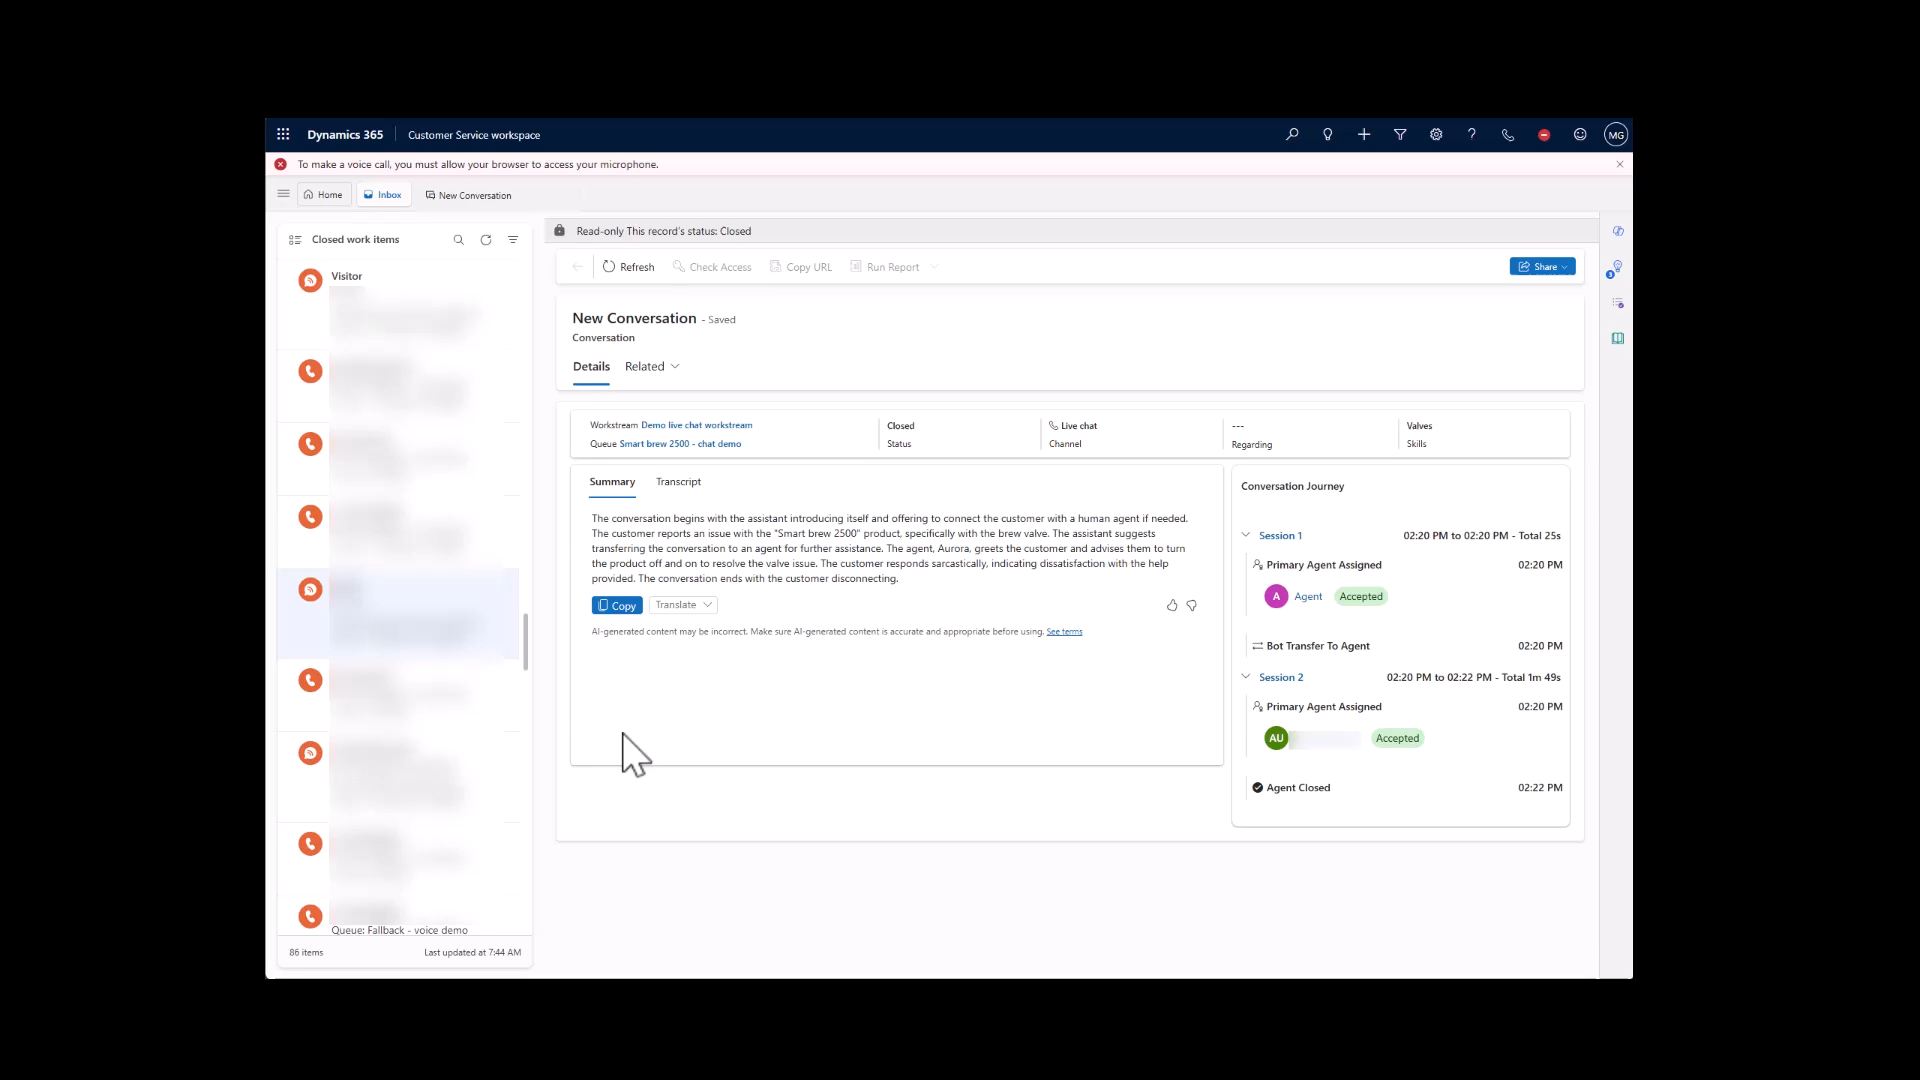 Dynamics 365
Customer Service workspace
MG
To make a voice call, you must allow your browser to access your microphone.
Home
Inbox
New Conversation
Closed work items
Visitor
Queue: Fallback - voice demo
86 items
Last updated at 7:44 AM
Read-only This record's status: Closed
Refresh
Check Access
Copy URL
Run Report
Share
3
New Conversation - Saved
Conversation
Details
Related
Workstream Demo live chat workstream
Queue Smart brew 2500 - chat demo
Closed
Status
Live chat
Channel
---
Regarding
Valves
Skills
Summary
Transcript
The conversation begins with the assistant introducing itself and offering to connect the customer with a human agent if needed.
The customer reports an issue with the "Smart brew 2500" product, specifically with the brew valve. The assistant suggests
transferring the conversation to an agent for further assistance. The agent, Aurora, greets the customer and advises them to turn
the product off and on to resolve the valve issue. The customer responds sarcastically, indicating dissatisfaction with the help
provided. The conversation ends with the customer disconnecting.
Copy
Translate
AI-generated content may be incorrect. Make sure AI-generated content is accurate and appropriate before using. See terms
Conversation Journey
Session 1
02:20 PM to 02:20 PM - Total 25s
Primary Agent Assigned
02:20 PM
A
Agent
Accepted
Bot Transfer To Agent
02:20 PM
Session 2
02:20 PM to 02:22 PM - Total 1m 49s
Primary Agent Assigned
02:20 PM
AU
Accepted
Agent Closed
02:22 PM